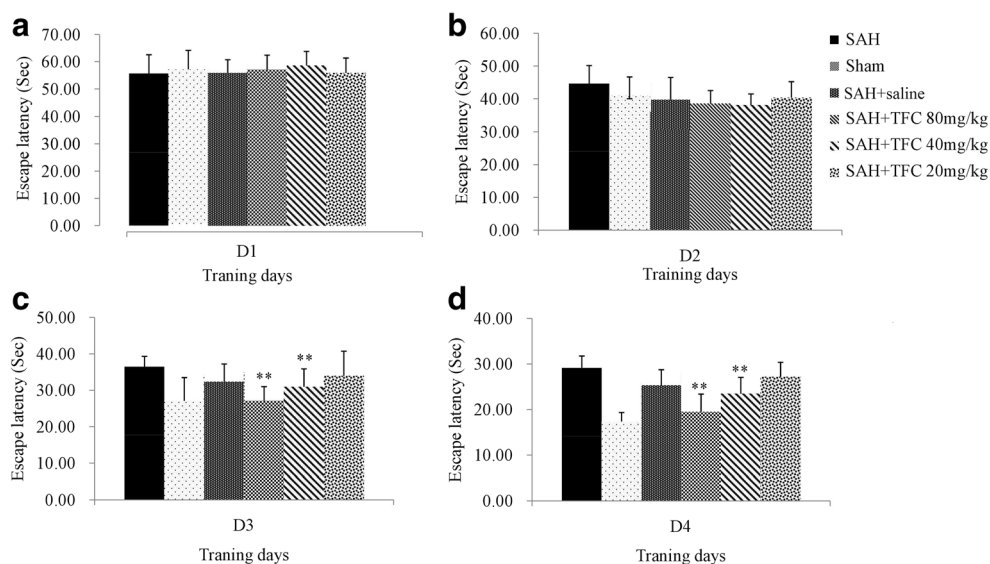 a
Escape latency (Sec)
70.00
60.00
50.00
40.00
30.00
20.00
10.00
0.00
D1
Traning days
b
Escape latency (Sec)
60.00
50.00
40.00
30.00
20.00
10.00
0.00
D2
Training days
SAH
Sham
SAH+saline
SAH+TFC 80mg/kg
SAH+TFC 40mg/kg
SAH+TFC 20mg/kg
c
Escape latency (Sec)
50.00
40.00
30.00
20.00
10.00
0.00
**
**
D3
Traning days
d
Escape latency (Sec)
40.00
30.00
20.00
10.00
0.00
**
**
D4
Traning days